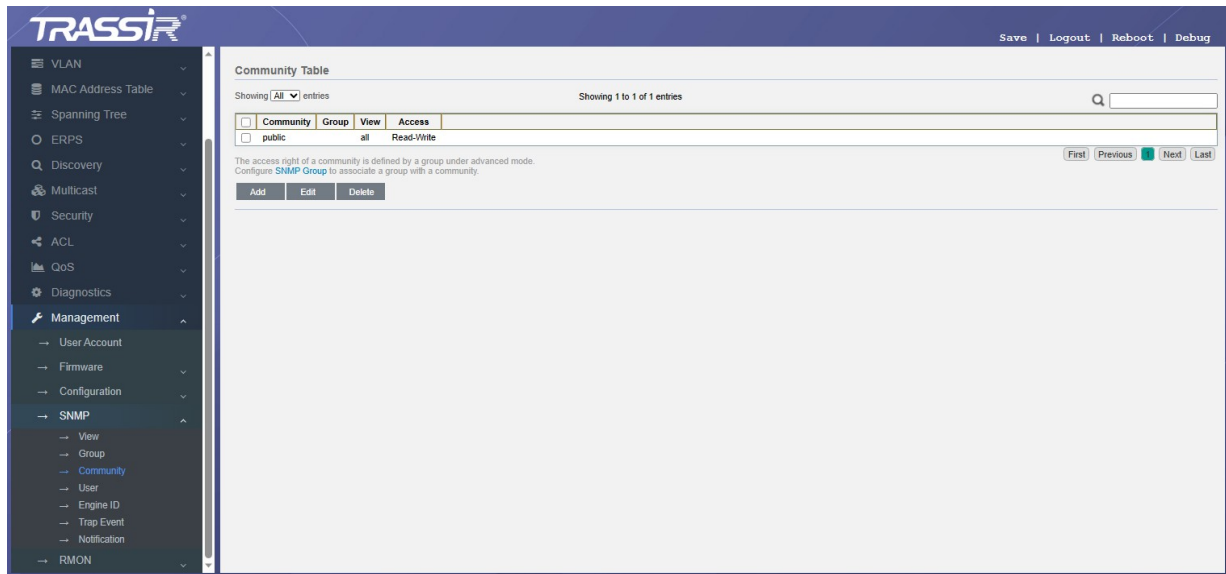 TRASSIR®
Save | Logout | Reboot | Debug
VLAN
MAC Address Table
Spanning Tree
ERPS
Discovery
Multicast
Security
ACL
QoS
Diagnostics
Management
→ User Account
→ Firmware
→ Configuration
→ SNMP
→ View
→ Group
→ Community
→ User
→ Engine ID
→ Trap Event
→ Notification
→ RMON
Community Table
Showing All entries
Showing 1 to 1 of 1 entries
Community Group View Access
public all Read-Write
First Previous 1 Next Last
The access right of a community is defined by a group under advanced mode.
Configure SNMP Group to associate a group with a community.
Add Edit Delete